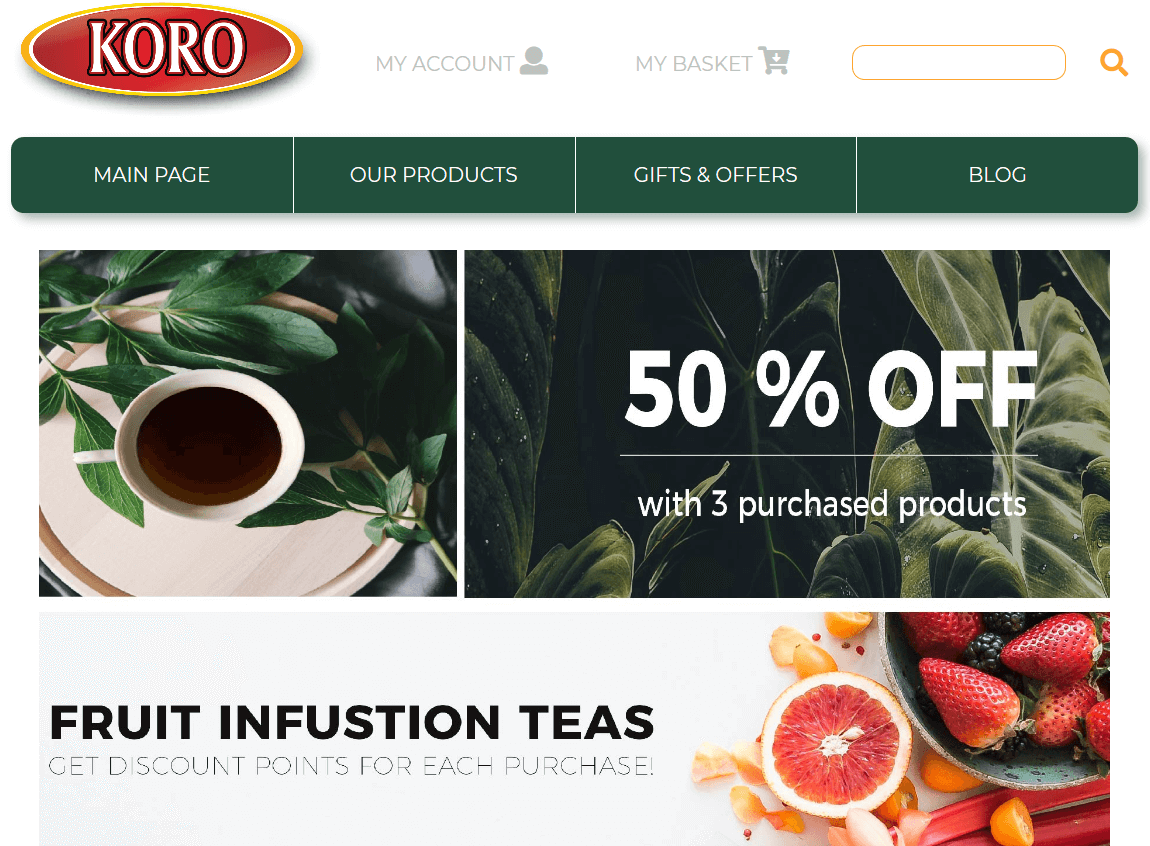 KORO
MY ACCOUNT
MY BASKET
MAIN PAGE
OUR PRODUCTS
GIFTS & OFFERS
BLOG
50 % OFF
with 3 purchased products
FRUIT INFUSTION TEAS
GET DISCOUNT POINTS FOR EACH PURCHASE!